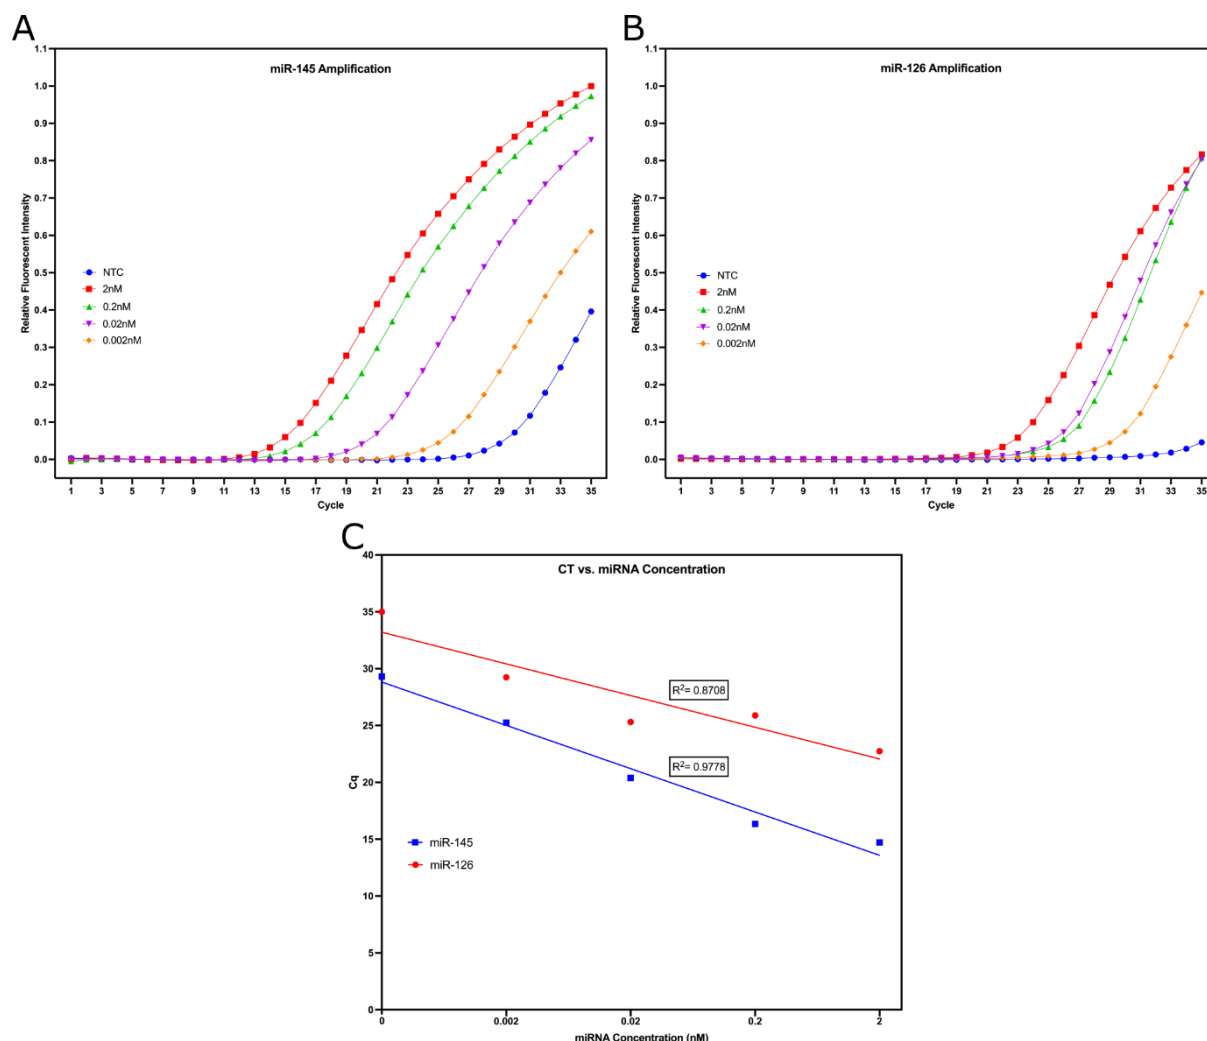 A
miR-145 Amplification
Relative Fluorescent Intensity
1.1
1.0
0.9
0.8
0.7
0.6
0.5
0.4
0.3
0.2
0.1
0.0
NTC
2nM
0.2nM
0.02nM
0.002nM
1 3 5 7 9 11 13 15 17 19 21 23 25 27 29 31 33 35
Cycle
B
miR-126 Amplification
Relative Fluorescent Intensity
1.1
1.0
0.9
0.8
0.7
0.6
0.5
0.4
0.3
0.2
0.1
0.0
NTC
2nM
0.2nM
0.02nM
0.002nM
1 3 5 7 9 11 13 15 17 19 21 23 25 27 29 31 33 35
Cycle
C
CT vs. miRNA Concentration
Cq
40
35
30
25
20
15
10
5
0
R²= 0.8708
R²= 0.9778
miR-145
miR-126
0 0.002 0.02 0.2 2
miRNA Concentration (nM)